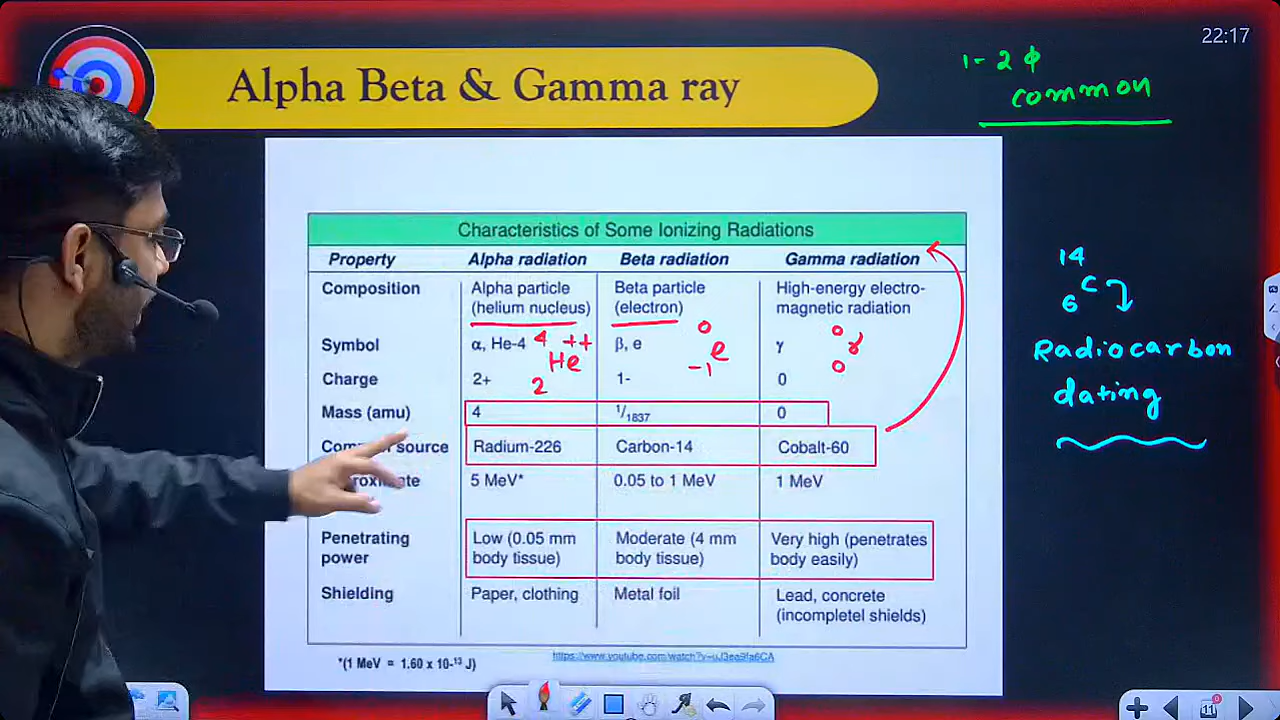 22:17
Alpha Beta & Gamma ray
1-2 φ
common
Characteristics of Some Ionizing Radiations
Property Alpha radiation Beta radiation Gamma radiation
Composition Alpha particle (helium nucleus) Beta particle (electron) High-energy electro-magnetic radiation
Symbol α, He-4 β, e γ
4 ++
He
2
0
e
-1
0
γ
0
Charge 2+ 1- 0
Mass (amu) 4 1/1837 0
source Radium-226 Carbon-14 Cobalt-60
5 MeV* 0.05 to 1 MeV 1 MeV
Penetrating power Low (0.05 mm body tissue) Moderate (4 mm body tissue) Very high (penetrates body easily)
Shielding Paper, clothing Metal foil Lead, concrete (incompletel shields)
*(1 MeV = 1.60 x 10-13 J)
14
C
6
Radiocarbon
dating
11